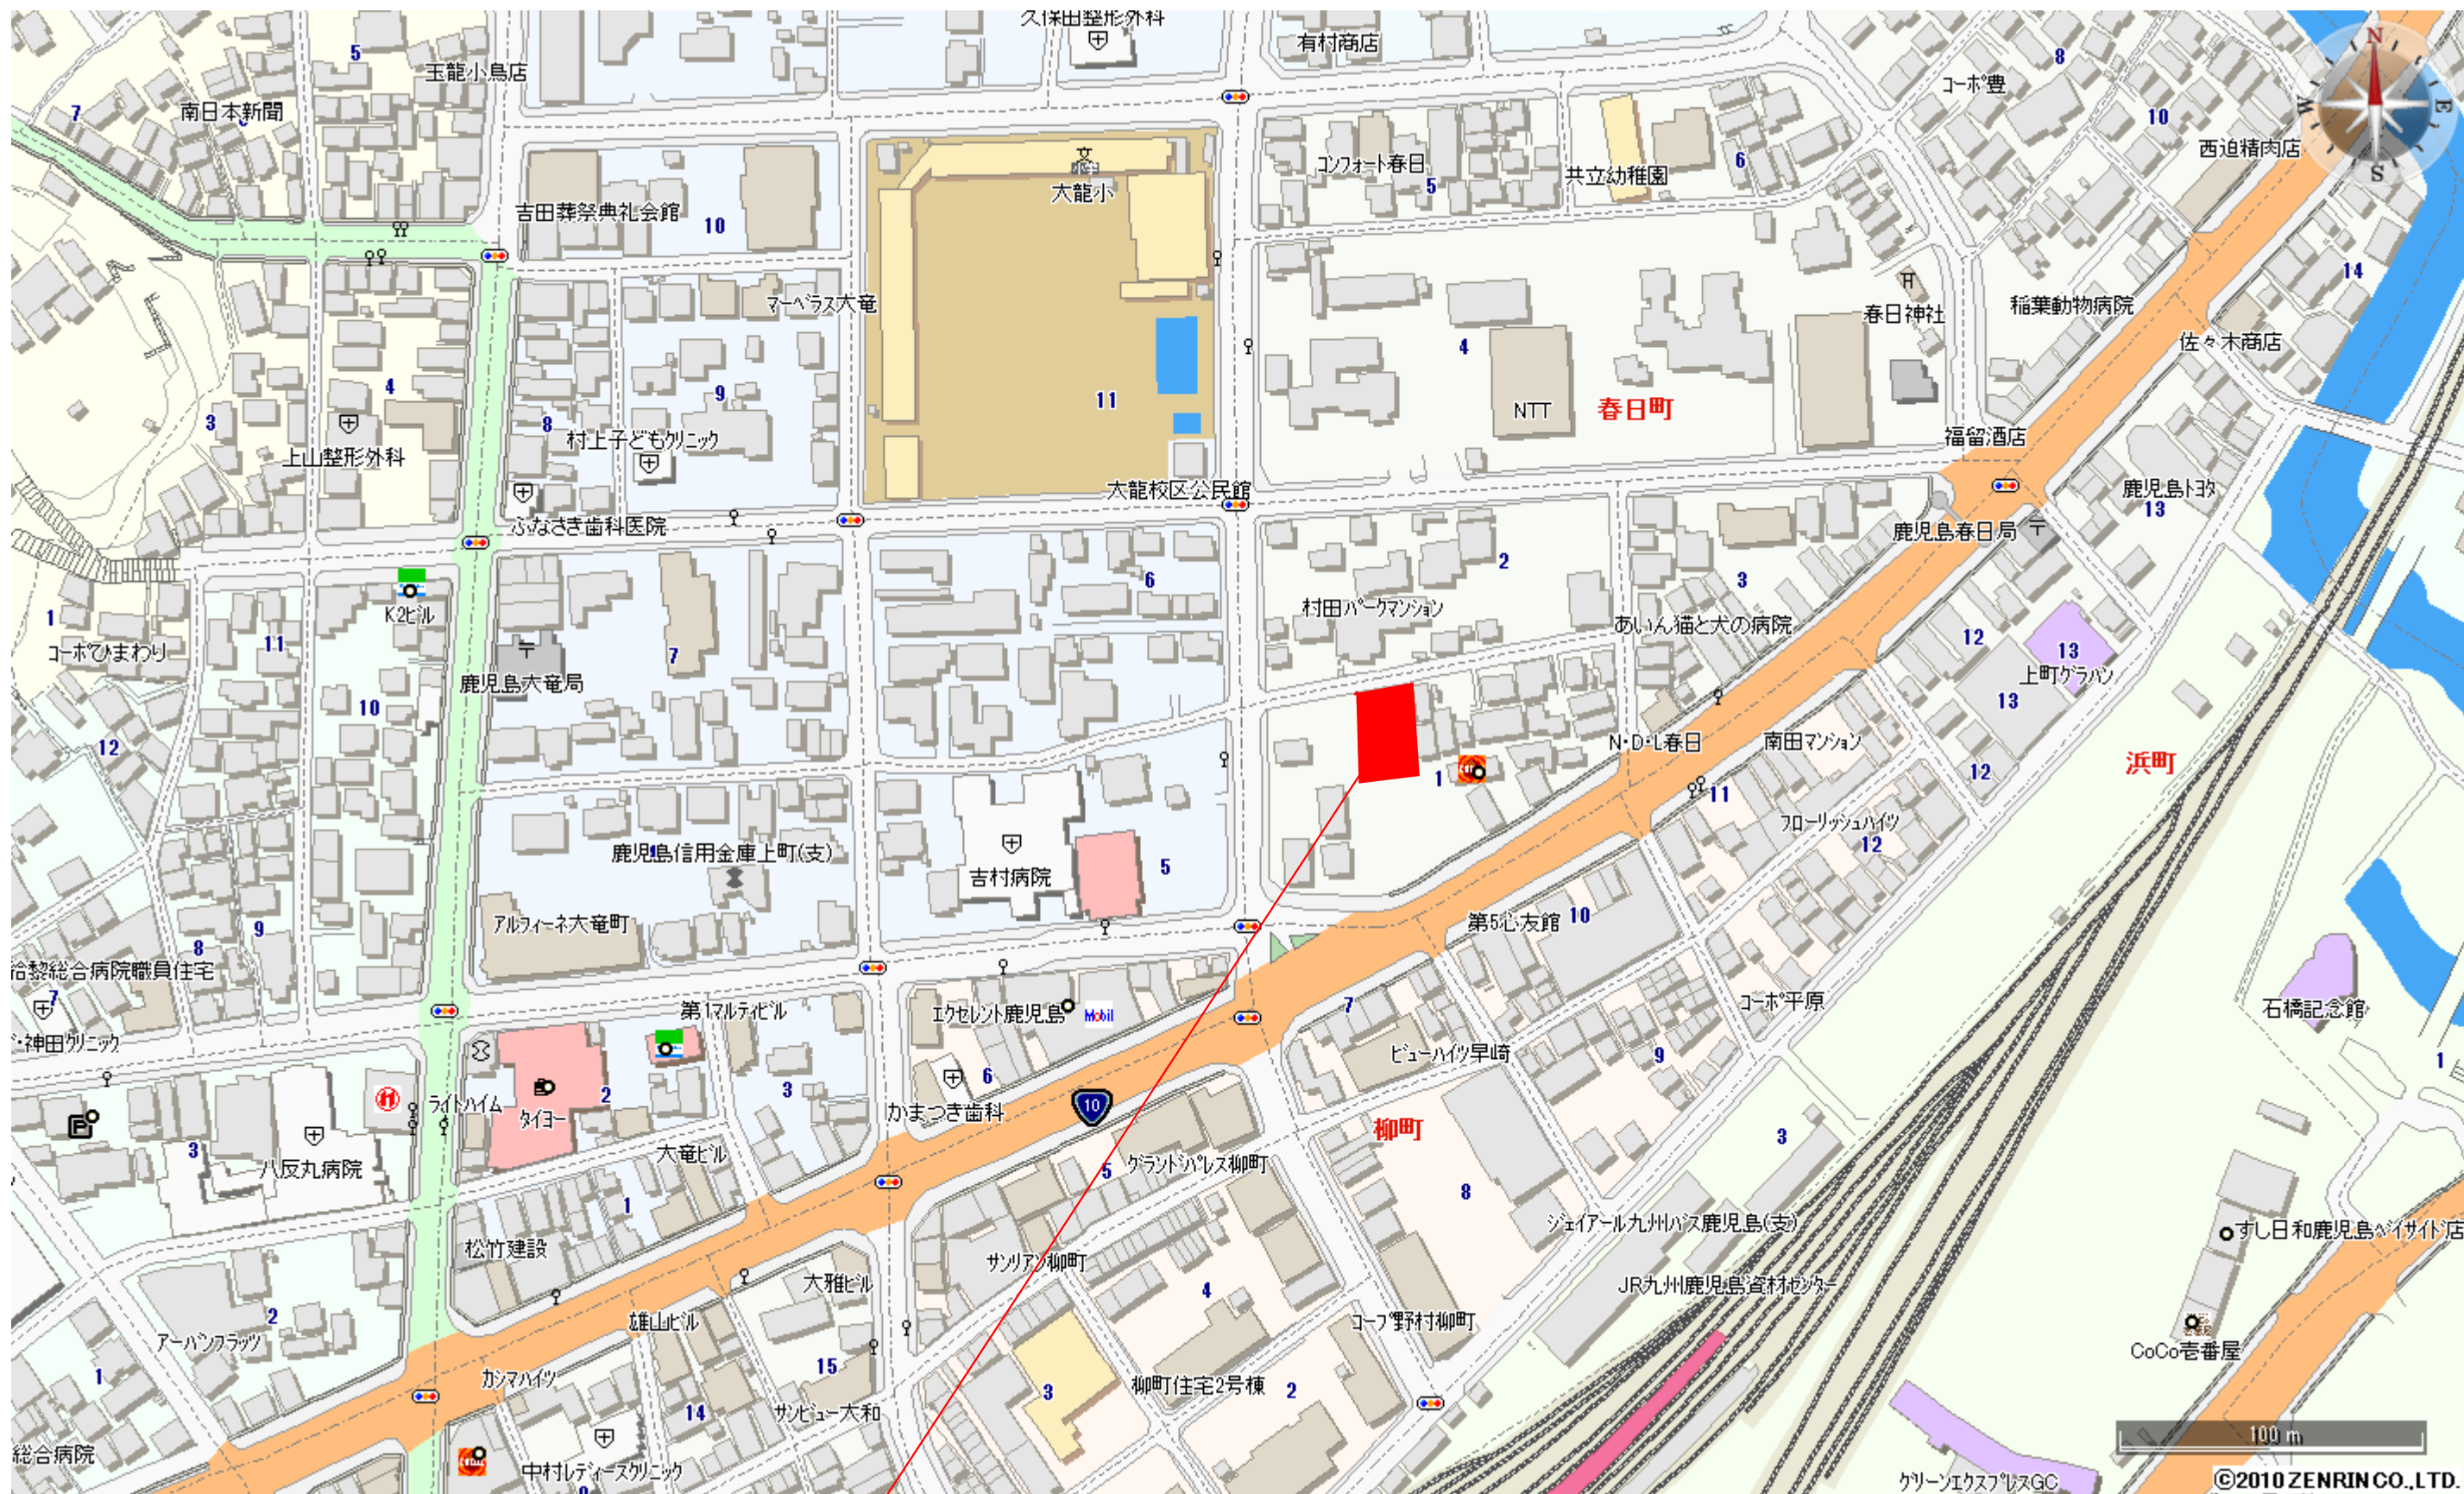 久保田整形外科
有村商店
N
8
5
玉龍小鳥店
コーポ豊
7
南日本新聞
10
W
E
S
西迫精肉店
大龍小
コンフォート春日
5
共立幼稚園
6
吉田葬祭典礼会館
10
14
マーベラス大竜
春日神社
稲葉動物病院
佐々木商店
4
4
9
3
8
11
NTT
春日町
村上子どもクリニック
福留酒店
上山整形外科
大龍校区公民館
鹿児島トヨタ
13
ふなさき歯科医院
鹿児島春日局
2
6
3
K2ビル
村田パークマンション
1
コーポひまわり
11
あいん猫と犬の病院
12
13
上町グラバン
7
鹿児島大竜局
10
13
12
N・D・L春日
南田マンション
浜町
12
1
11
フローリッシュハイツ
12
鹿児島信用金庫上町(支)
吉村病院
5
アルフィーネ大竜町
第5心友館
10
9
8
給黎総合病院職員住宅
7
第1マルティビル
エクセレント鹿児島
Mobil
7
コーポ平原
石橋記念館
・神田クリニック
ビューハイツ早崎
9
1
6
2
3
ライトハイム
タイヨー
かまつき歯科
10
柳町
P
3
八反丸病院
大竜ビル
5
グランドパレス柳町
3
8
1
松竹建設
ジェイアール九州バス鹿児島(支)
すし日和鹿児島ベイサイド店
サンリアン柳町
大雅ビル
4
JR九州鹿児島資材センター
2
アーバンフラッツ
雄山ビル
コープ野村柳町
CoCo壱番屋
15
1
カシマハイツ
3
柳町住宅2号棟
2
14
サンビュー大和
100 m
総合病院
中村レディースクリニック
グリーンエクスプレスGC
©2010 ZENRIN CO., LTD.